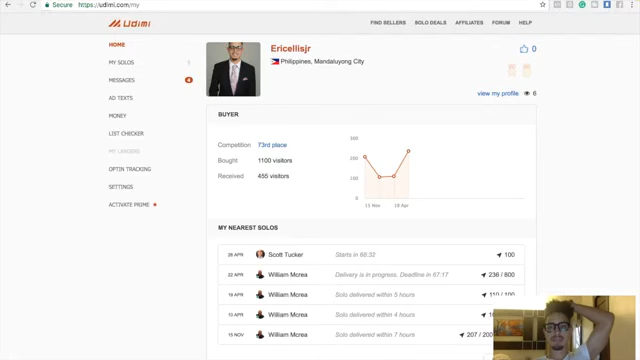 Secure https://udimi.com/my
Udimi
FIND SELLERS SOLO DEALS AFFILIATES FORUM HELP
HOME
MY SOLOS 1
MESSAGES 4
AD TEXTS
MONEY
LIST CHECKER
MY LANDERS
OPTIN TRACKING
SETTINGS
ACTIVATE PRIME
Ericellisjr
Philippines, Mandaluyong City
0
view my profile 6
BUYER
Competition 73rd place
Bought 1100 visitors
Received 455 visitors
300
200
100
0
11 Nov 18 Apr
MY NEAREST SOLOS
26 APR Scott Tucker Starts in 68:32 100
22 APR William Mcrea Delivery is in progress. Deadline in 67:17 236 / 800
19 APR William Mcrea Solo delivered within 5 hours 110 / 100
10 APR William Mcrea Solo delivered within 4 hours
15 NOV William Mcrea Solo delivered within 7 hours 207 / 200